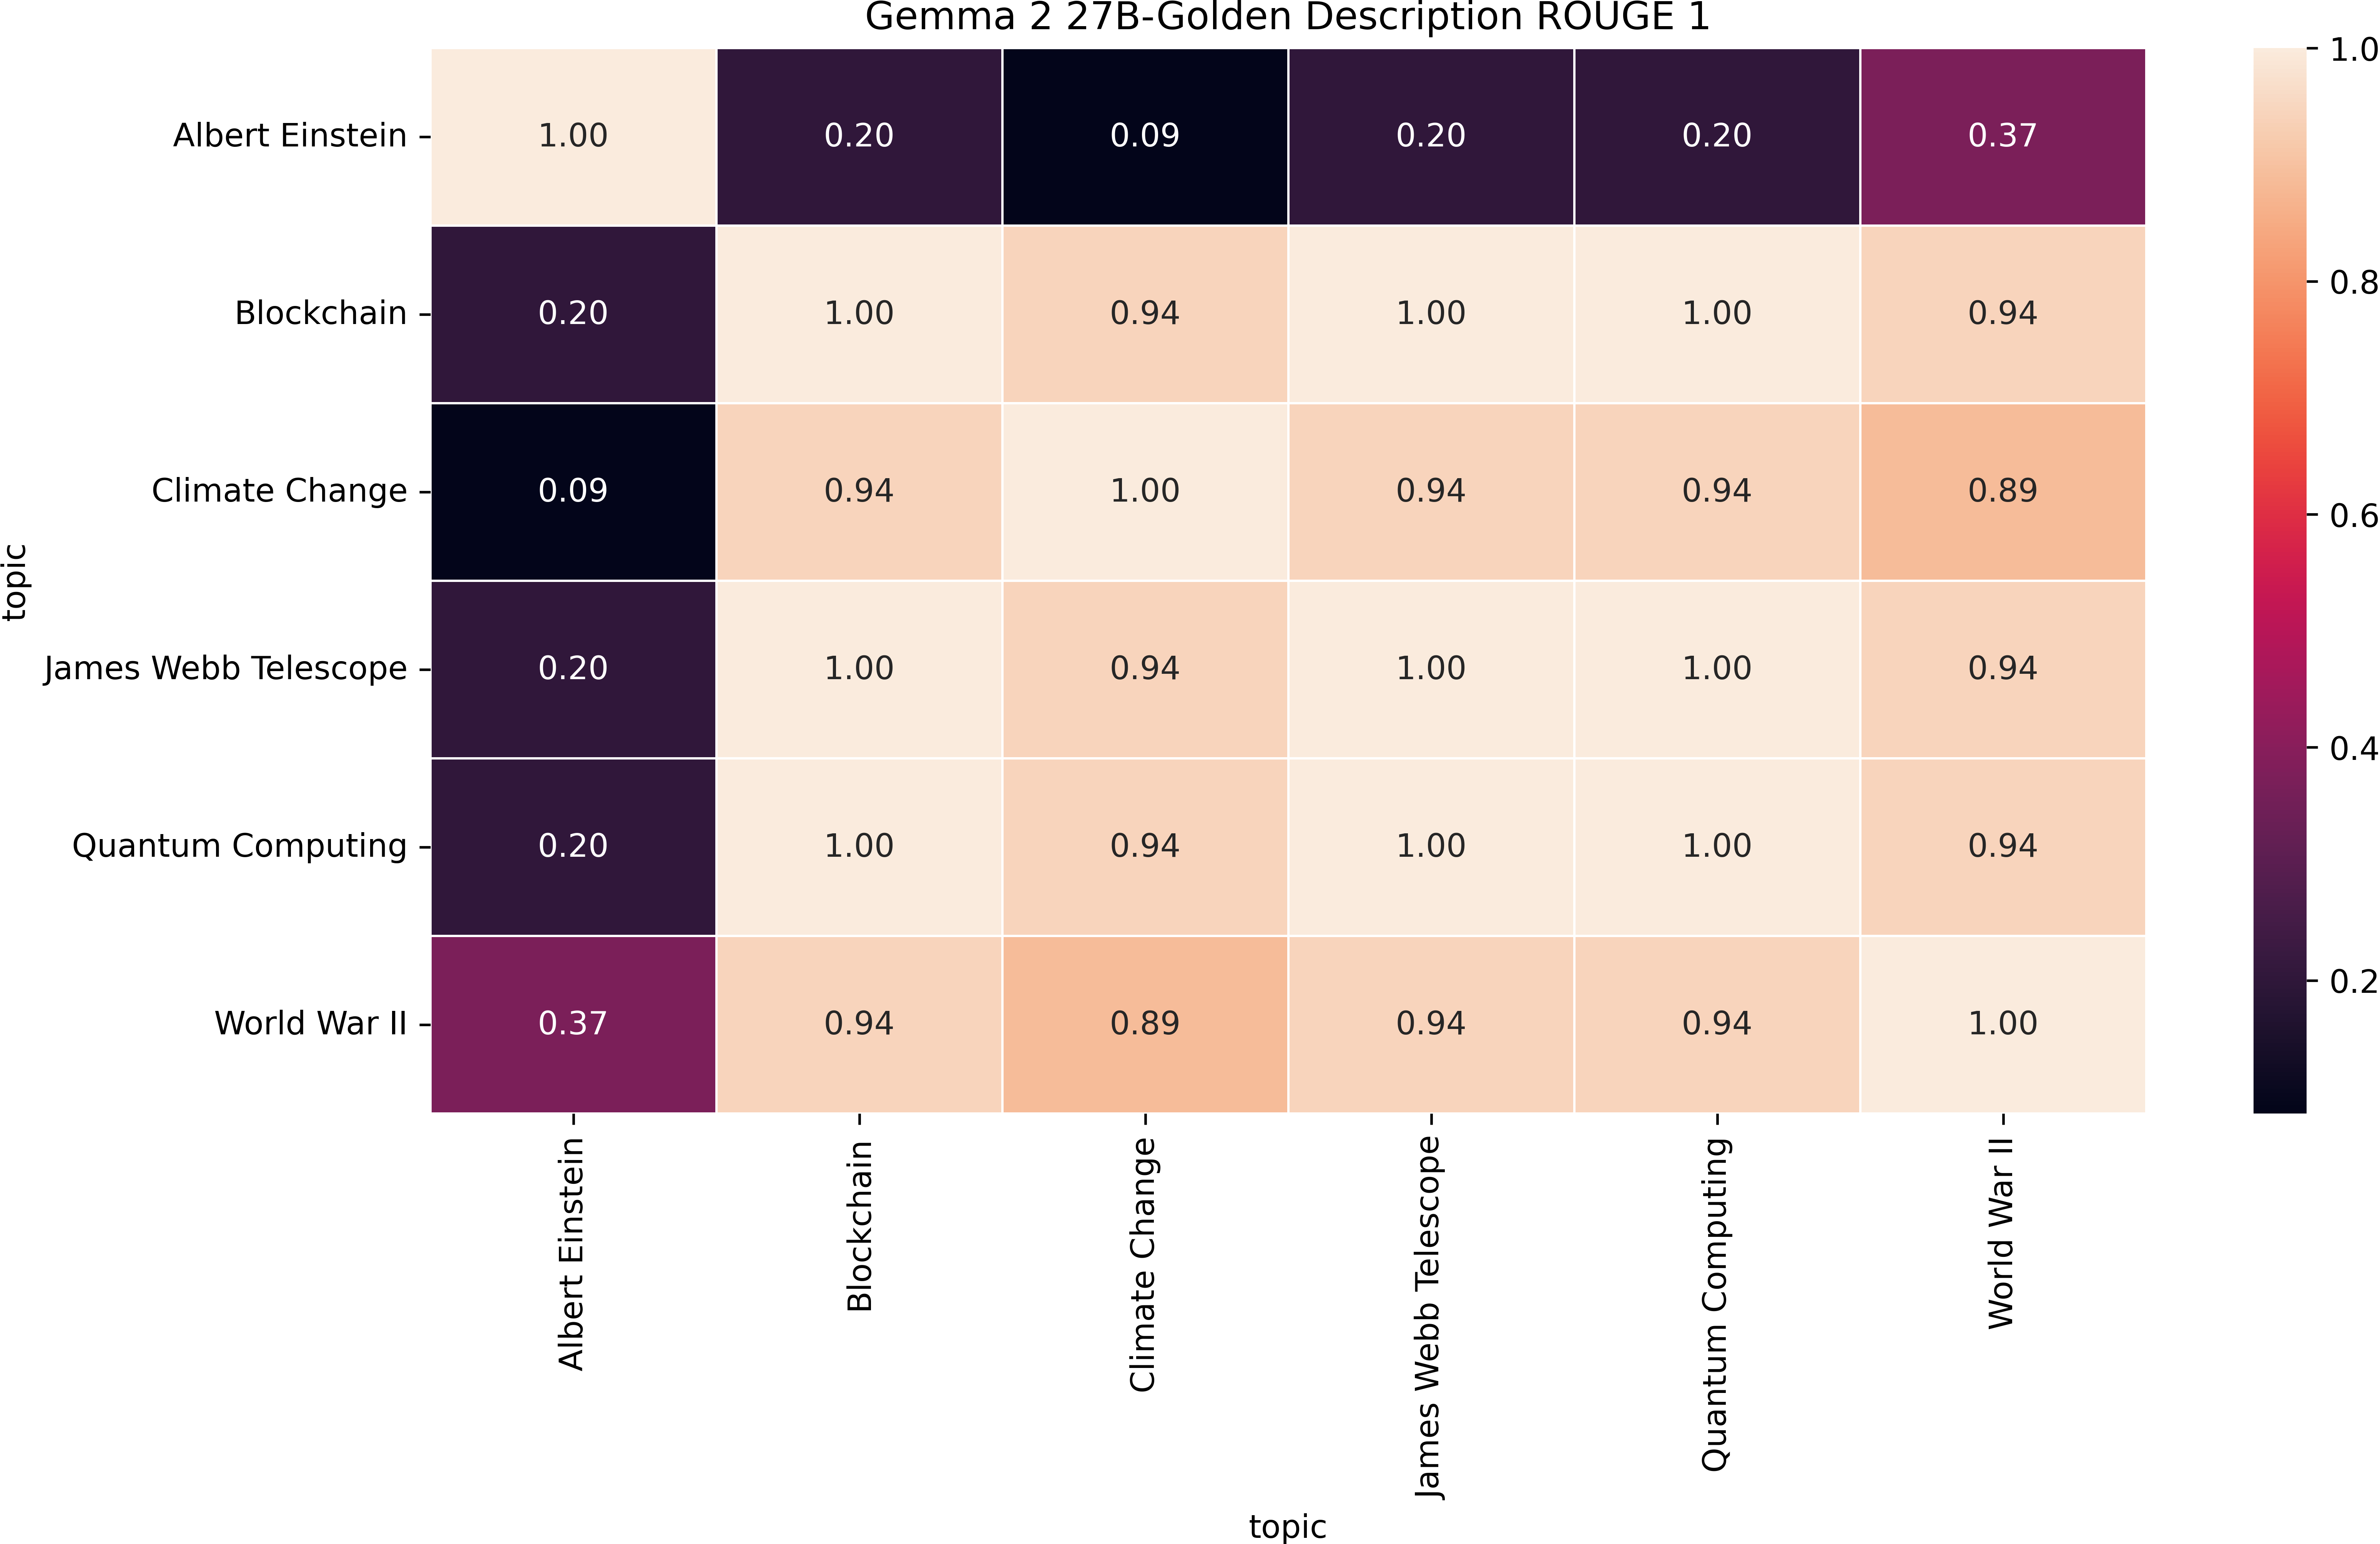 Gemma 2 27B-Golden Description ROUGE 1
Albert Einstein 1.00 0.20 0.09 0.20 0.20 0.37
Blockchain 0.20 1.00 0.94 1.00 1.00 0.94
Climate Change 0.09 0.94 1.00 0.94 0.94 0.89
James Webb Telescope 0.20 1.00 0.94 1.00 1.00 0.94
Quantum Computing 0.20 1.00 0.94 1.00 1.00 0.94
World War II 0.37 0.94 0.89 0.94 0.94 1.00
topic
Albert Einstein
Blockchain
Climate Change
James Webb Telescope
Quantum Computing
World War II
topic
1.0
0.8
0.6
0.4
0.2